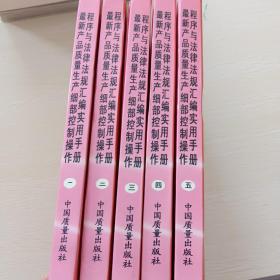 最新产品质量生产细部控制操作
程序与法律法规汇编实用手册
一
中国质量出版社
最新产品质量生产细部控制操作
程序与法律法规汇编实用手册
二
中国质量出版社
最新产品质量生产细部控制操作
程序与法律法规汇编实用手册
三
中国质量出版社
最新产品质量生产细部控制操作
程序与法律法规汇编实用手册
四
中国质量出版社
最新产品质量生产细部控制操作
程序与法律法规汇编实用手册
五
中国质量出版社